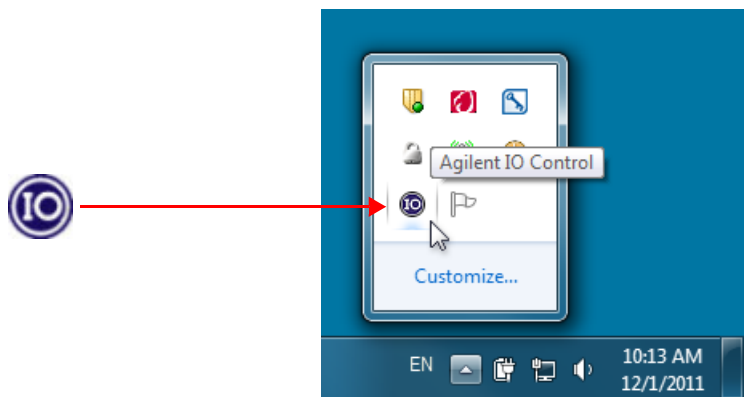 Agilent IO Control
IO
IO
Customize...
EN
10:13 AM
12/1/2011